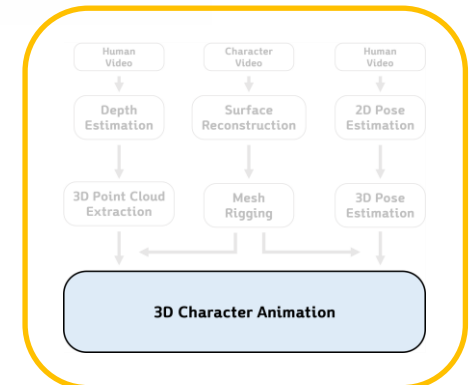 Human
Video
Character
Video
Human
Video
Depth
Estimation
Surface
Reconstruction
2D Pose
Estimation
3D Point Cloud
Extraction
Mesh
Rigging
3D Pose
Estimation
3D Character Animation